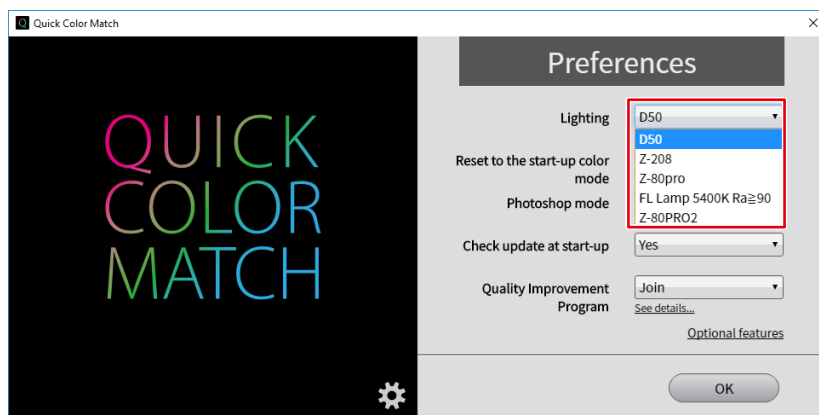 Quick Color Match
QUICK
COLOR
MATCH
Preferences
Lighting
D50
D50
Z-208
Z-80pro
FL Lamp 5400K Ra≧90
Z-80PRO2
Reset to the start-up color
mode
Photoshop mode
Check update at start-up
Yes
Quality Improvement
Program
Join
See details...
Optional features
OK